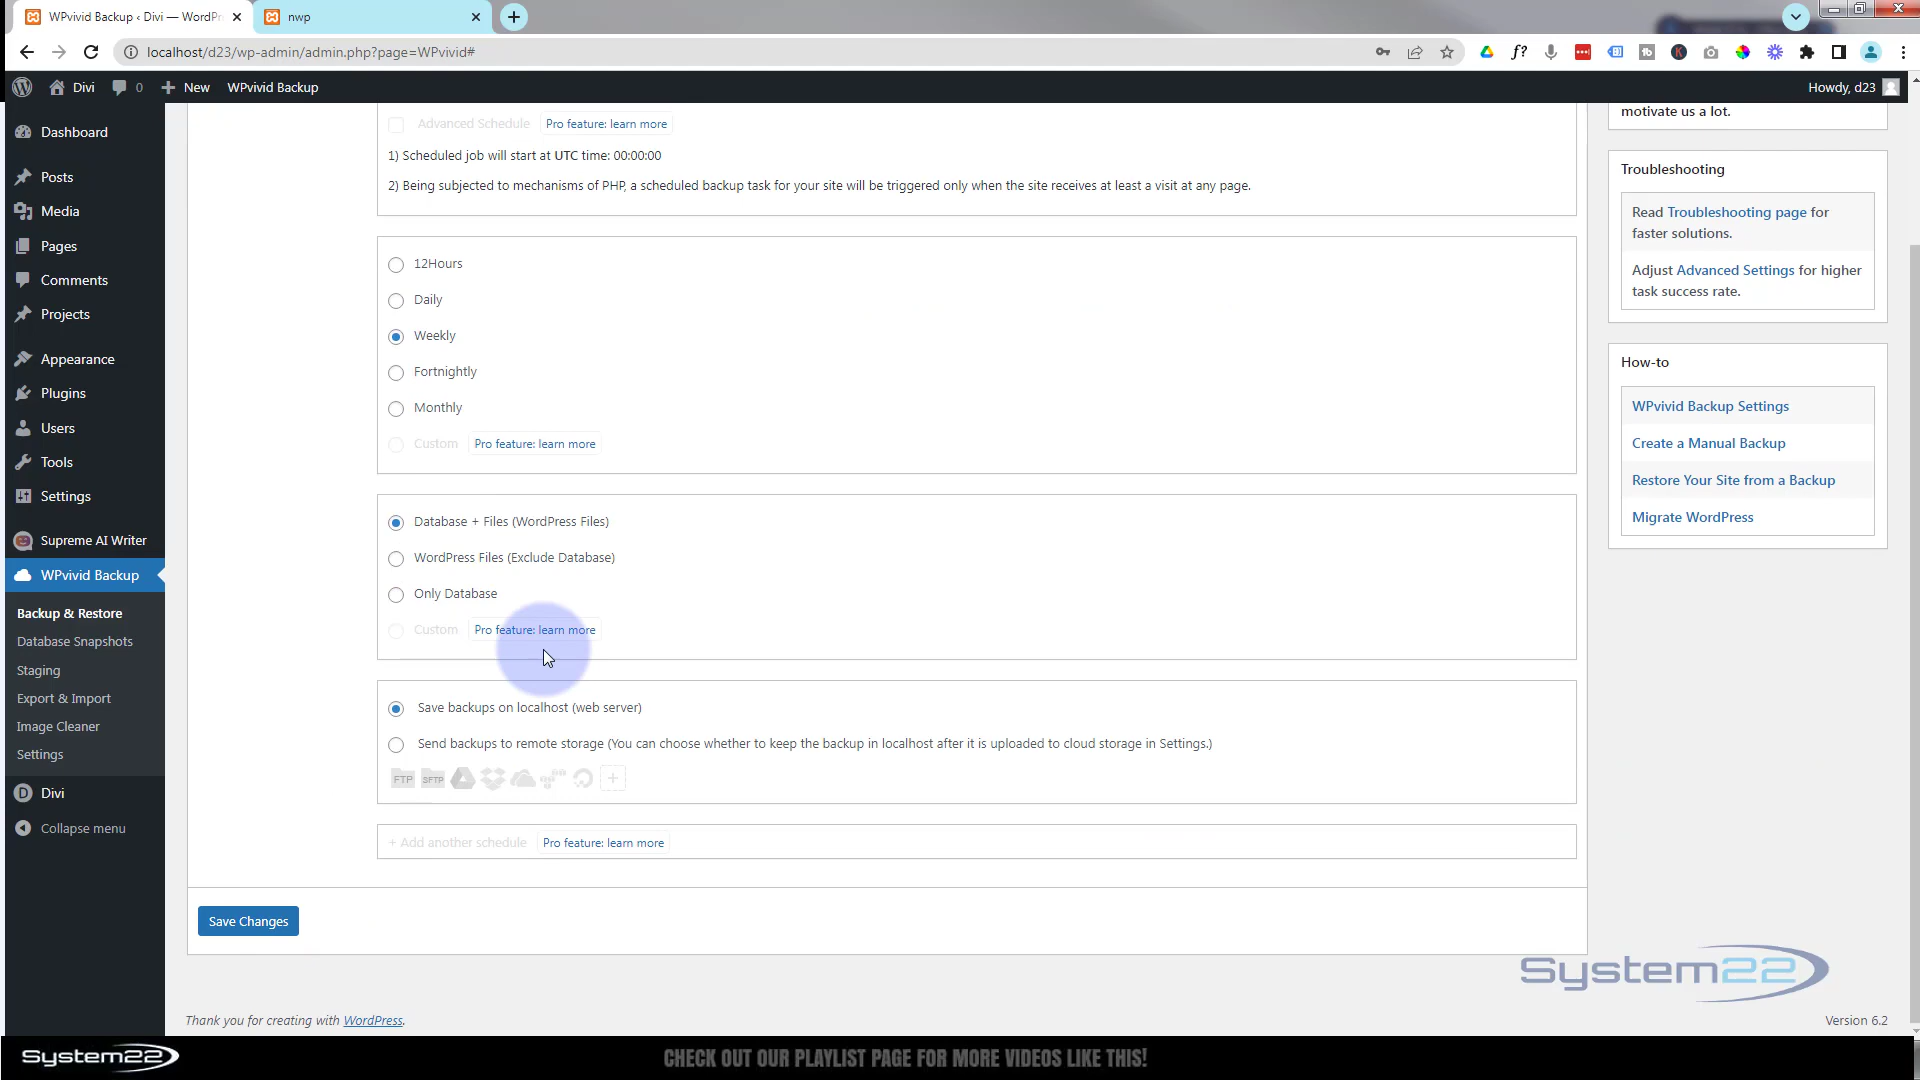 WPvivid Backup ‹ Divi — WordPr
nwp
localhost/d23/wp-admin/admin.php?page=WPvivid#
Divi
0
New
WPvivid Backup
Howdy, d23
Dashboard
Posts
Media
Pages
Comments
Projects
Appearance
Plugins
Users
Tools
Settings
Supreme AI Writer
WPvivid Backup
Backup & Restore
Database Snapshots
Staging
Export & Import
Image Cleaner
Settings
Divi
Collapse menu
Advanced Schedule Pro feature: learn more
1) Scheduled job will start at UTC time: 00:00:00
2) Being subjected to mechanisms of PHP, a scheduled backup task for your site will be triggered only when the site receives at least a visit at any page.
12Hours
Daily
Weekly
Fortnightly
Monthly
Custom Pro feature: learn more
Database + Files (WordPress Files)
WordPress Files (Exclude Database)
Only Database
Custom Pro feature: learn more
Save backups on localhost (web server)
Send backups to remote storage (You can choose whether to keep the backup in localhost after it is uploaded to cloud storage in Settings.)
FTP SFTP
+ Add another schedule Pro feature: learn more
Save Changes
motivate us a lot.
Troubleshooting
Read Troubleshooting page for
faster solutions.
Adjust Advanced Settings for higher
task success rate.
How-to
WPvivid Backup Settings
Create a Manual Backup
Restore Your Site from a Backup
Migrate WordPress
System22
Thank you for creating with WordPress.
Version 6.2
System22
CHECK OUT OUR PLAYLIST PAGE FOR MORE VIDEOS LIKE THIS!